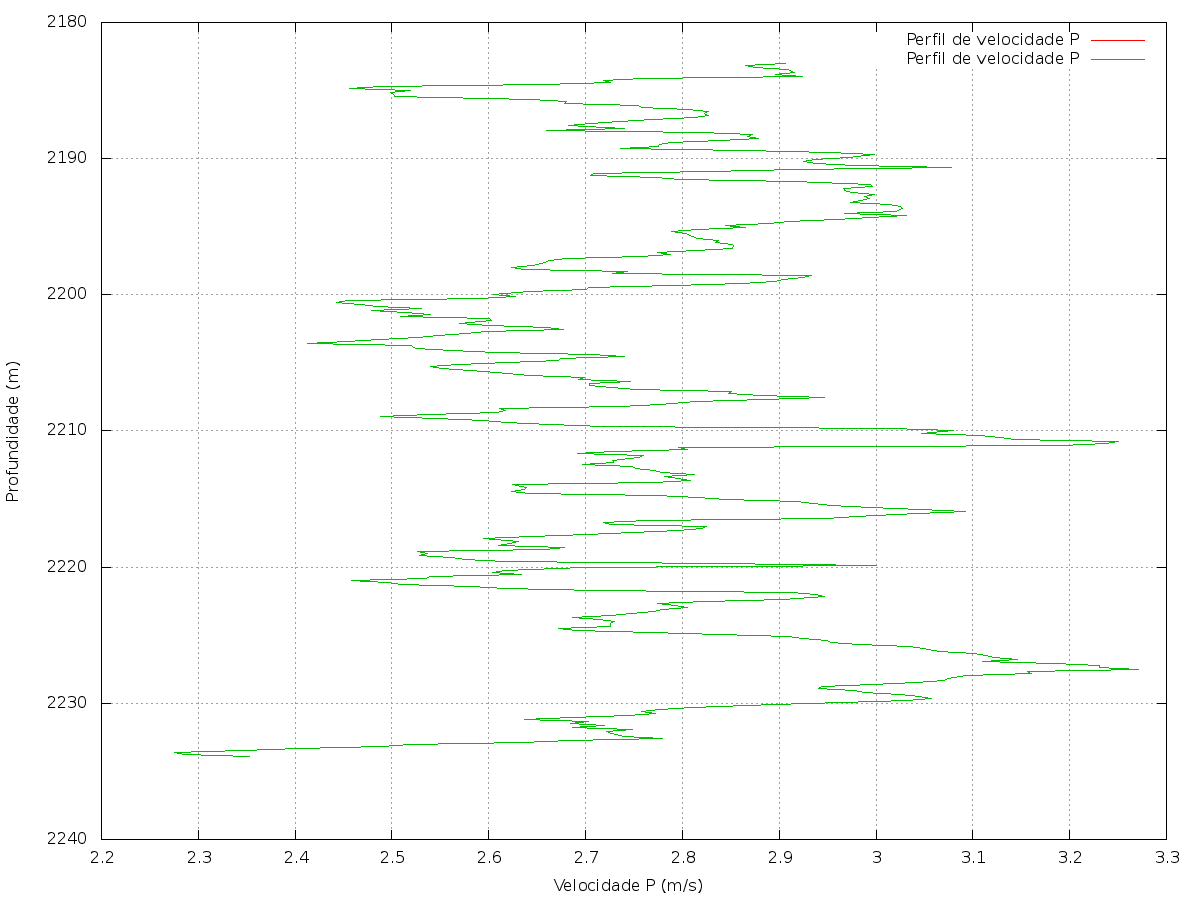 2180
Perfil de velocidade P
Perfil de velocidade P
2190
2200
2210
Profundidade (m)
2220
2230
2240
2.2 2.3 2.4 2.5 2.6 2.7 2.8 2.9 3 3.1 3.2 3.3
Velocidade P (m/s)